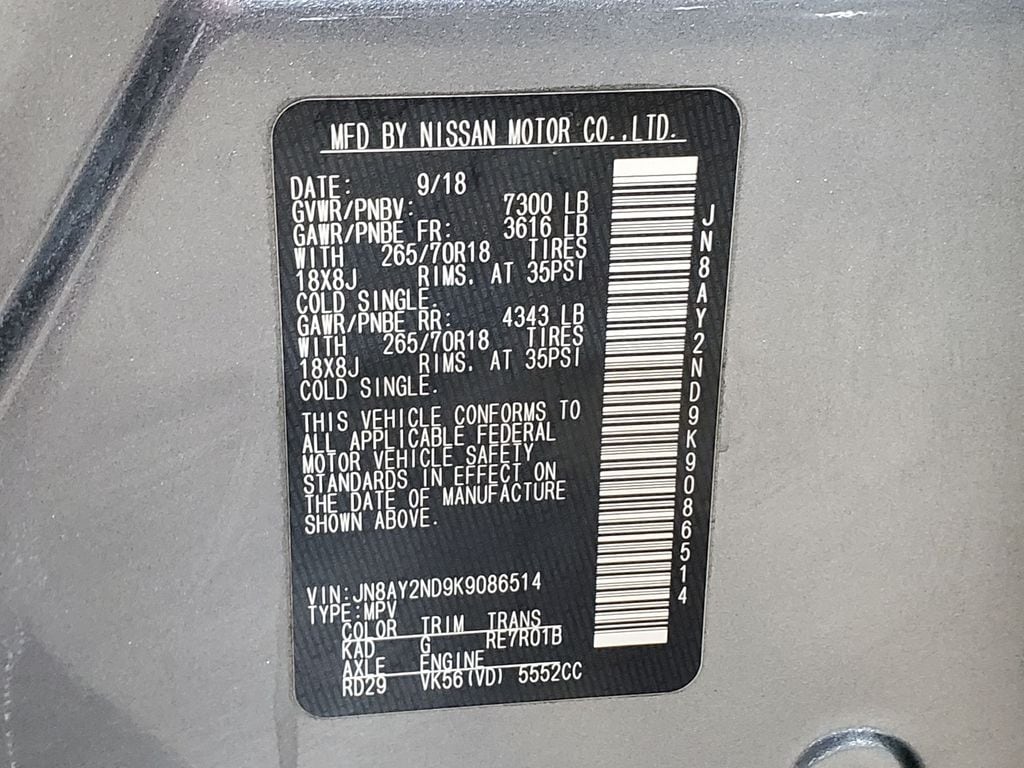 MFD BY NISSAN MOTOR CO.,LTD.
DATE: 9/18
GVWR/PNBV: 7300 LB
GAWR/PNBE FR: 3616 LB
WITH 265/70R18 TIRES
18X8J RIMS. AT 35PSI
COLD SINGLE.
GAWR/PNBE RR: 4343 LB
WITH 265/70R18 TIRES
18X8J RIMS. AT 35PSI
COLD SINGLE.
THIS VEHICLE CONFORMS TO
ALL APPLICABLE FEDERAL
MOTOR VEHICLE SAFETY
STANDARDS IN EFFECT ON
THE DATE OF MANUFACTURE
SHOWN ABOVE.
VIN:JN8AY2ND9K9086514
TYPE:MPV
COLOR TRIM TRANS
KAD G RE7R01B
AXLE ENGINE
RD29 VK56(VD) 5552CC
JN8AY2ND9K9086514